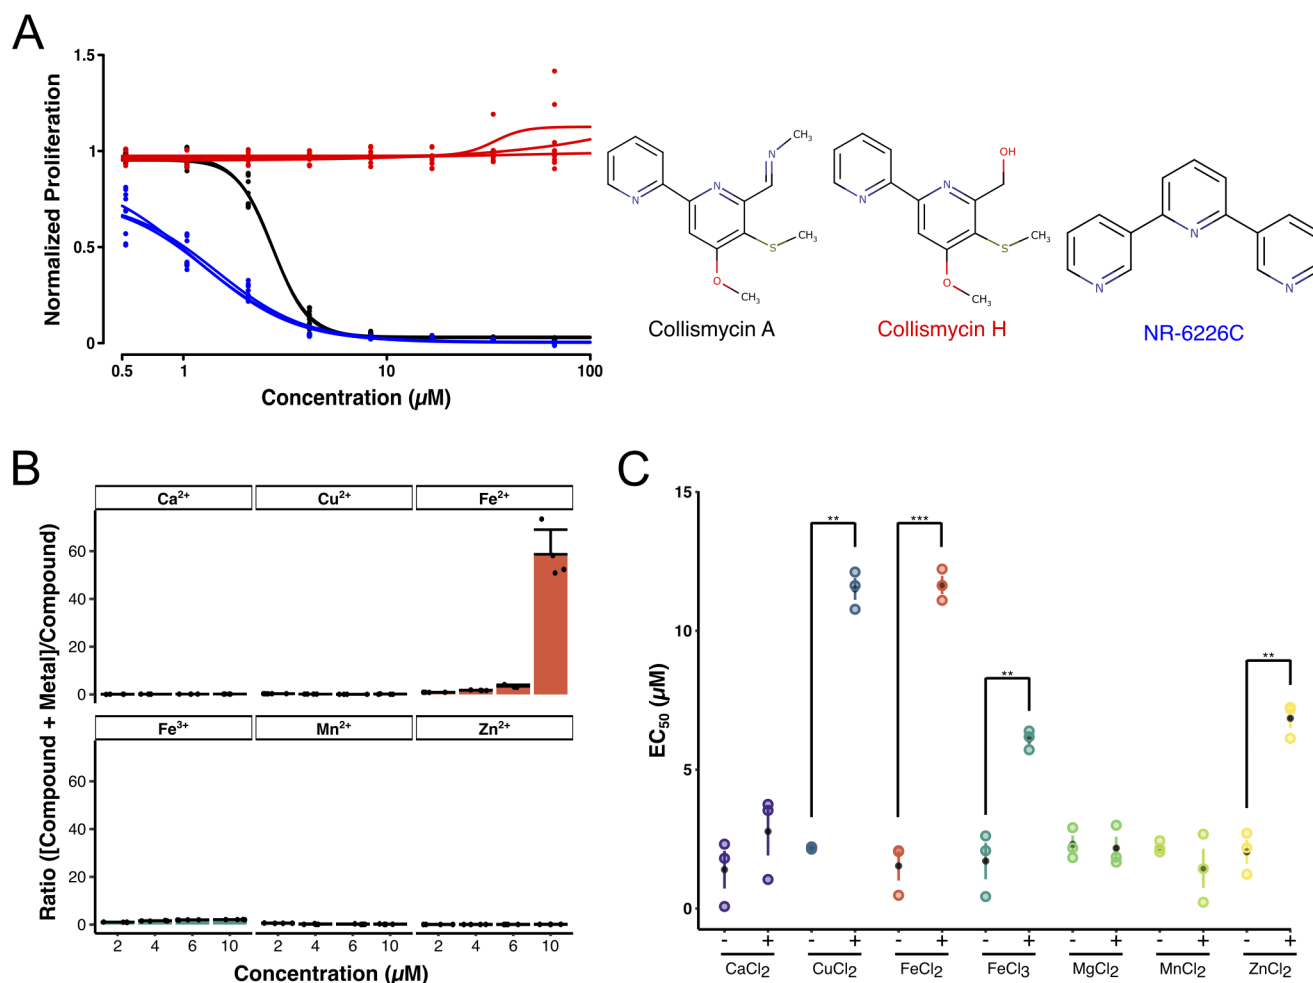 A
Normalized Proliferation
1.5
1
0.5
0
0.5 1 10 100
Concentration (µM)
N
N
N
CH₃
S
CH₃
O
CH₃
Collismycin A
N
N
OH
S
CH₃
O
CH₃
Collismycin H
N
N
N
NR-6226C
B
Ratio ([Compound + Metal]/Compound)
Ca²⁺ Cu²⁺ Fe²⁺
60
40
20
0
Fe³⁺ Mn²⁺ Zn²⁺
60
40
20
0
2 4 6 10 2 4 6 10 2 4 6 10
Concentration (µM)
C
EC₅₀ (µM)
15
10
5
0
** *** ** **
- + - + - + - + - + - + - +
CaCl₂ CuCl₂ FeCl₂ FeCl₃ MgCl₂ MnCl₂ ZnCl₂